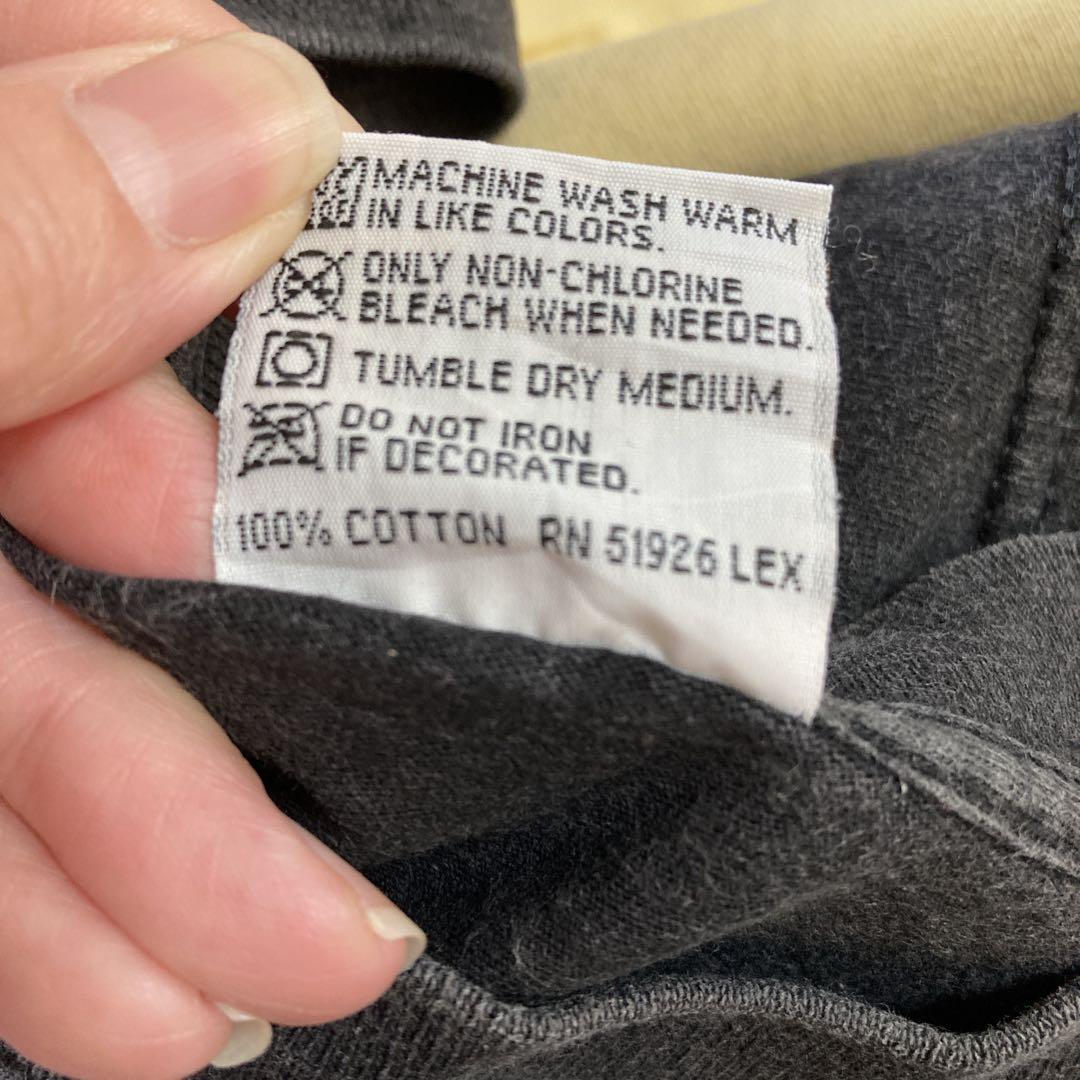 MACHINE WASH WARM
IN LIKE COLORS.
ONLY NON-CHLORINE
BLEACH WHEN NEEDED.
TUMBLE DRY MEDIUM.
DO NOT IRON
IF DECORATED.
100% COTTON RN 51926 LEX